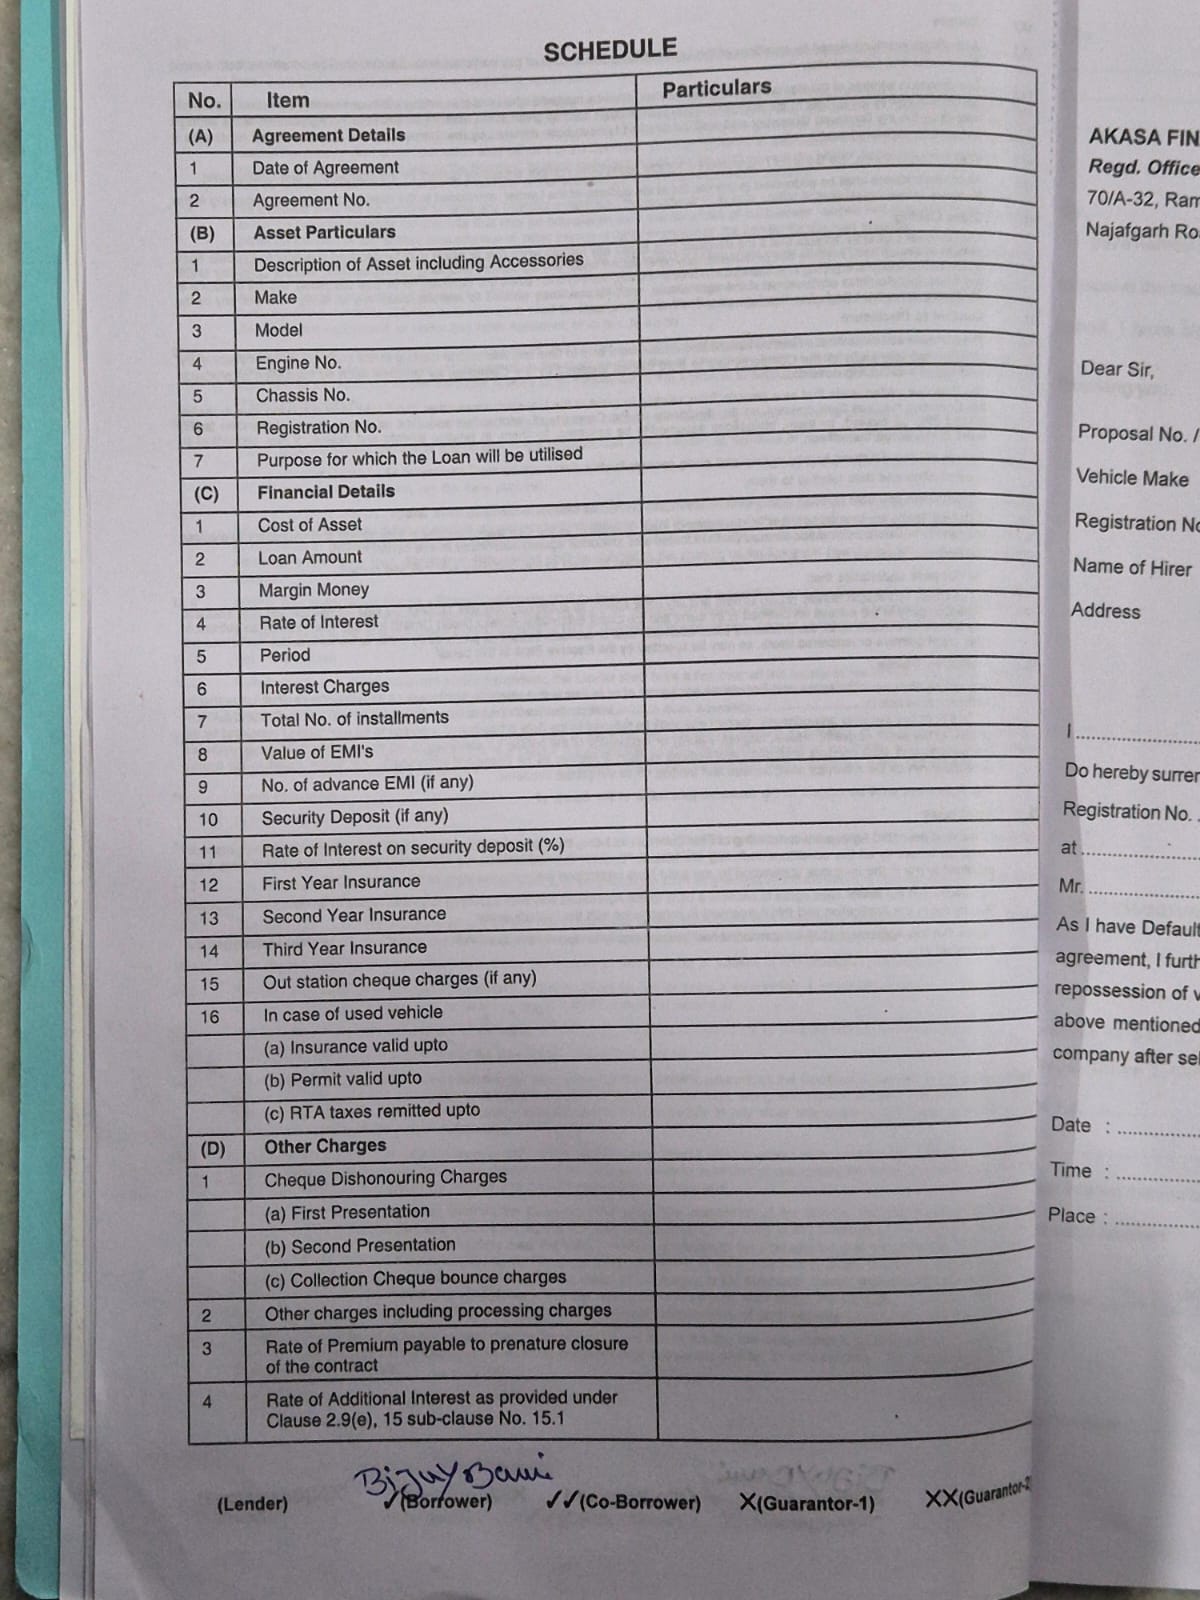 SCHEDULE
No. Item Particulars
(A) Agreement Details
1 Date of Agreement
2 Agreement No.
(B) Asset Particulars
1 Description of Asset including Accessories
2 Make
3 Model
4 Engine No.
5 Chassis No.
6 Registration No.
7 Purpose for which the Loan will be utilised
(C) Financial Details
1 Cost of Asset
2 Loan Amount
3 Margin Money
4 Rate of Interest
5 Period
6 Interest Charges
7 Total No. of installments
8 Value of EMI's
9 No. of advance EMI (if any)
10 Security Deposit (if any)
11 Rate of Interest on security deposit (%)
12 First Year Insurance
13 Second Year Insurance
14 Third Year Insurance
15 Out station cheque charges (if any)
16 In case of used vehicle
(a) Insurance valid upto
(b) Permit valid upto
(c) RTA taxes remitted upto
(D) Other Charges
1 Cheque Dishonouring Charges
(a) First Presentation
(b) Second Presentation
(c) Collection Cheque bounce charges
2 Other charges including processing charges
3 Rate of Premium payable to prenature closure
of the contract
4 Rate of Additional Interest as provided under
Clause 2.9(e), 15 sub-clause No. 15.1
(Lender) ✓(Borrower) ✓✓(Co-Borrower) X(Guarantor-1) XX(Guarantor-2
AKASA FIN
Regd. Office
70/A-32, Ram
Najafgarh Ro
Dear Sir,
Proposal No. /
Vehicle Make
Registration No
Name of Hirer
Address
I ....................
Do hereby surren
Registration No. .
at ....................
Mr. ....................
As I have Default
agreement, I furth
repossession of v
above mentioned
company after sel
Date : ..............
Time : ..............
Place : ..............